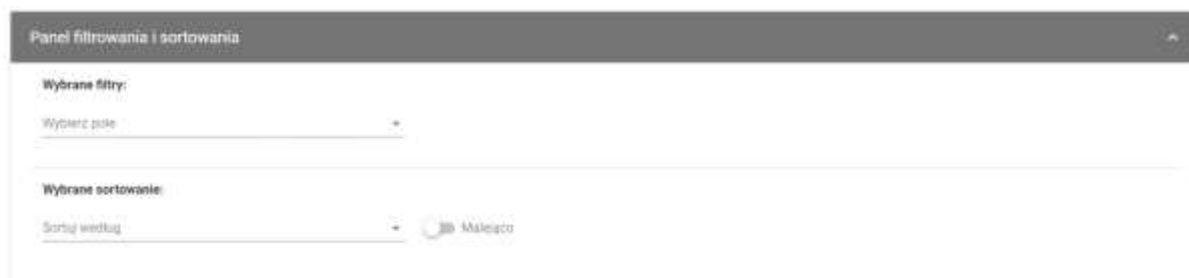 Panel filtrowania i sortowania
Wybrane filtry:
Wybierz pole
Wybrane sortowanie:
Sortuj według
Malejąco